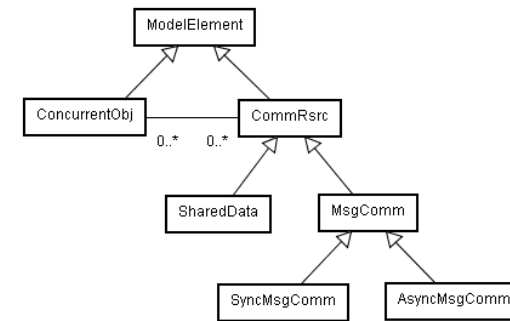 ModelElement
ConcurrentObj
CommRsrc
0..*
0..*
SharedData
MsgComm
SyncMsgComm
AsyncMsgComm